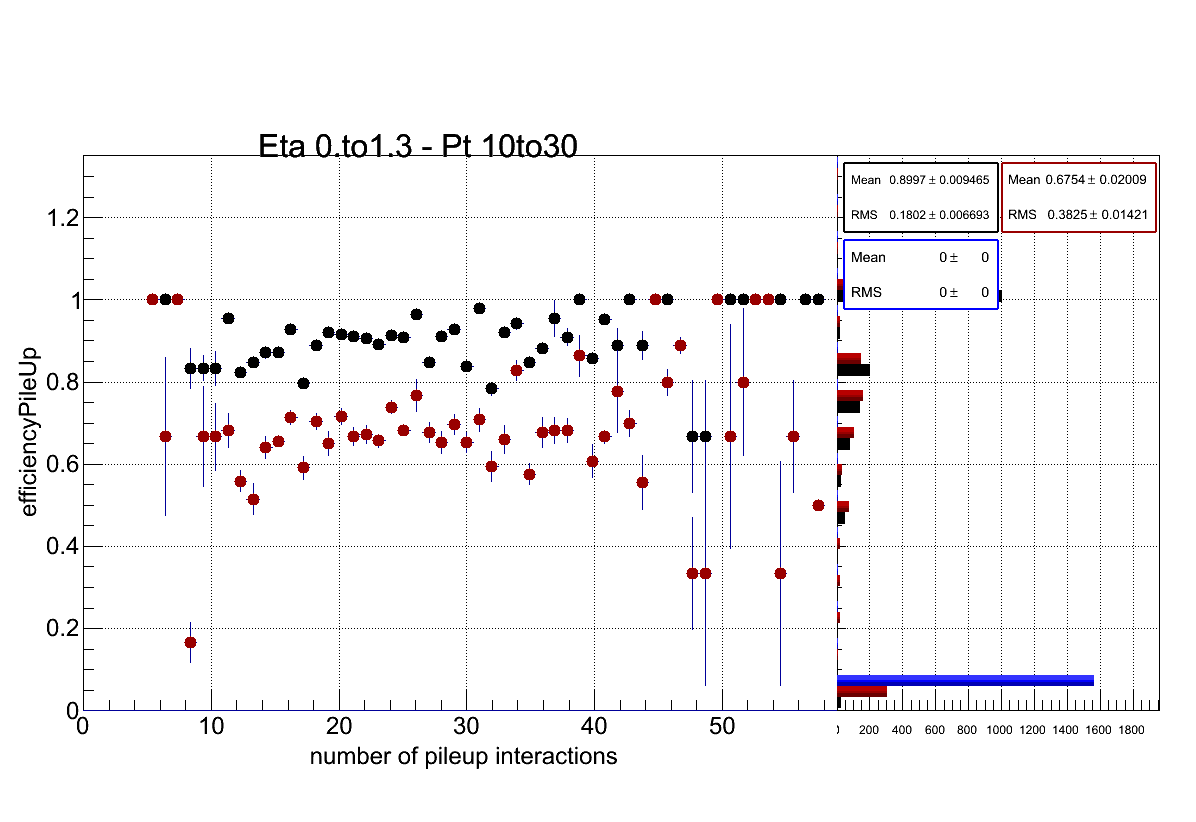 Eta 0.to1.3 - Pt 10to30
Mean 0.8997 ± 0.009465
RMS 0.1802 ± 0.006693
Mean 0.6754 ± 0.02009
RMS 0.3825 ± 0.01421
Mean 0 ± 0
RMS 0 ± 0
efficiencyPileUp
1.2
1
0.8
0.6
0.4
0.2
0
0 10 20 30 40 50
number of pileup interactions
200 400 600 800 1000 1200 1400 1600 1800